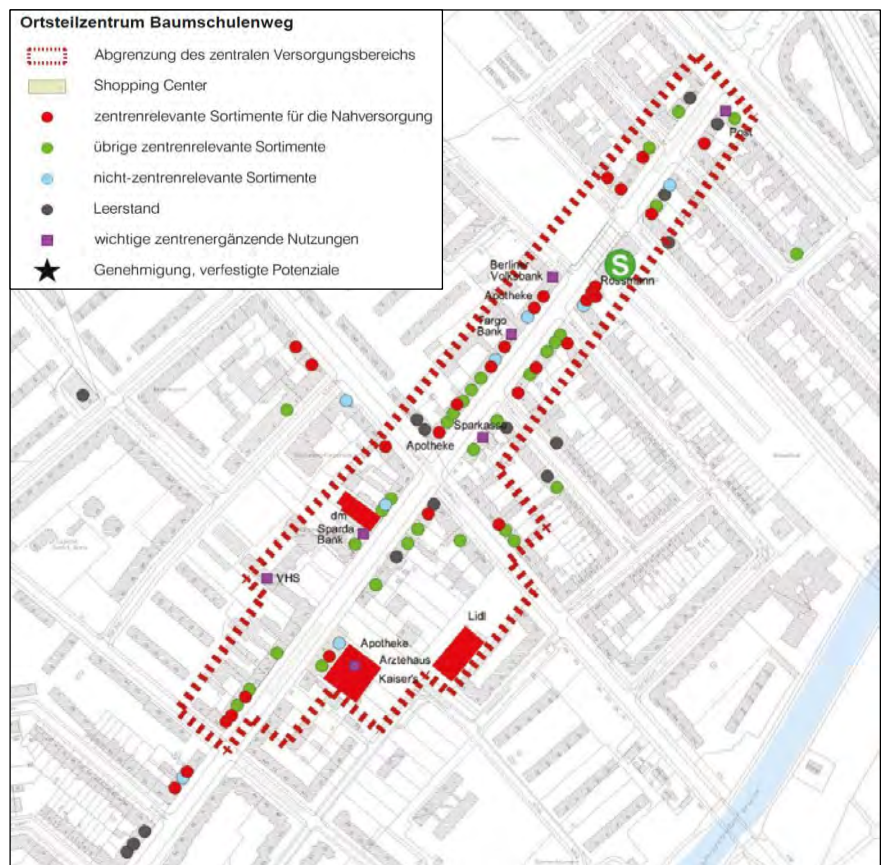 Ortsteilzentrum Baumschulenweg
Abgrenzung des zentralen Versorgungsbereichs
Shopping Center
zentrenrelevante Sortimente für die Nahversorgung
übrige zentrenrelevante Sortimente
nicht-zentrenrelevante Sortimente
Leerstand
wichtige zentrenergänzende Nutzungen
Genehmigung, verfestigte Potenziale
Post
S
Berliner
Volksbank
Rossmann
Apotheke
Targo
Bank
Sparkasse
Apotheke
dm
Sparda
Bank
VHS
Lidl
Apotheke
Ärztehaus
Kaiser's